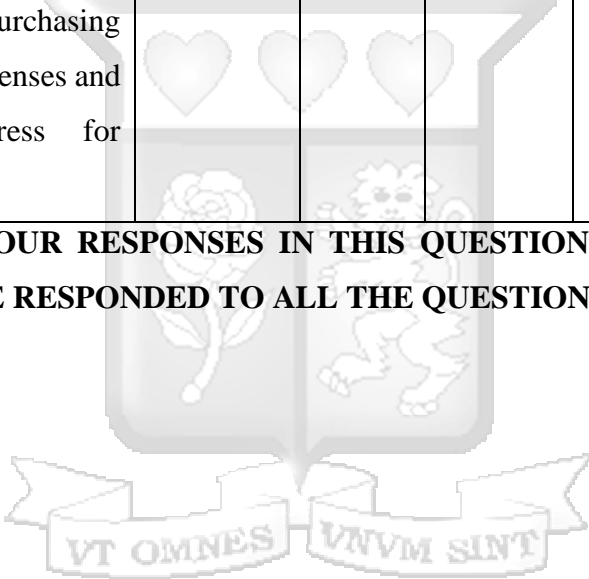 urchasing
enses and
ress for
OUR RESPONSES IN THIS QUESTION
E RESPONDED TO ALL THE QUESTION
VT OMNES VNVM SINT